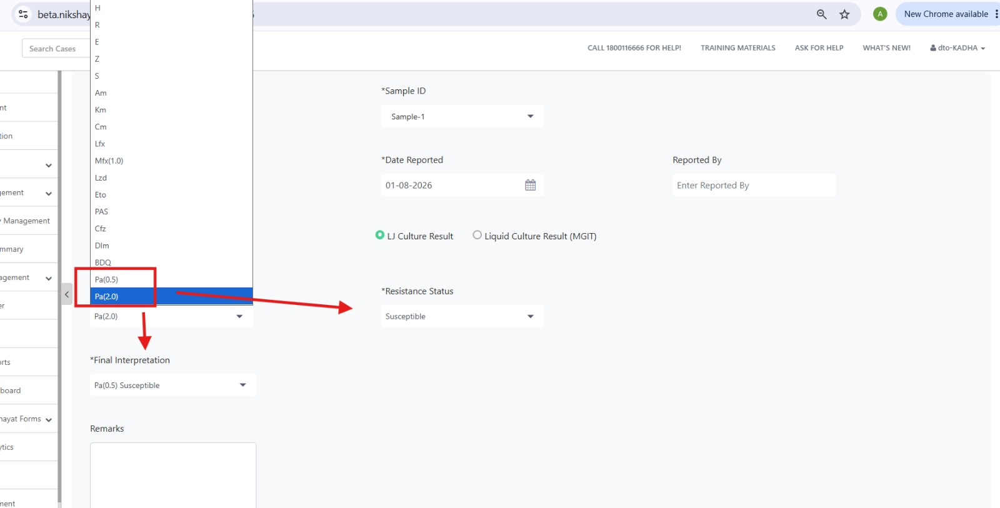 beta.nikshay
New Chrome available
A
Search Cases
CALL 1800116666 FOR HELP!
TRAINING MATERIALS
ASK FOR HELP
WHAT'S NEW!
dto-KADHA
nt
tion
gement
y Management
mmary
agement
er
orts
board
hayat Forms
ytics
ment
H
R
E
Z
S
Am
Km
Cm
Lfx
Mfx(1.0)
Lzd
Eto
PAS
Cfz
Dlm
BDQ
Pa(0.5)
Pa(2.0)
Pa(2.0)
*Sample ID
Sample-1
*Date Reported
01-08-2026
Reported By
Enter Reported By
LJ Culture Result
Liquid Culture Result (MGIT)
*Resistance Status
Susceptible
*Final Interpretation
Pa(0.5) Susceptible
Remarks